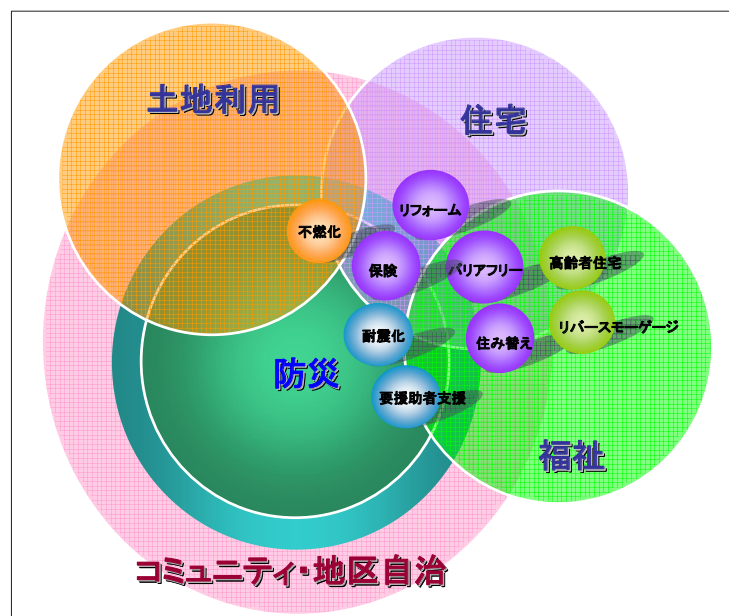 土地利用
住宅
リフォーム
不燃化
保険
バリアフリー
高齢者住宅
耐震化
住み替え
リバースモーゲージ
防災
要援助者支援
福祉
コミュニティ・地区自治